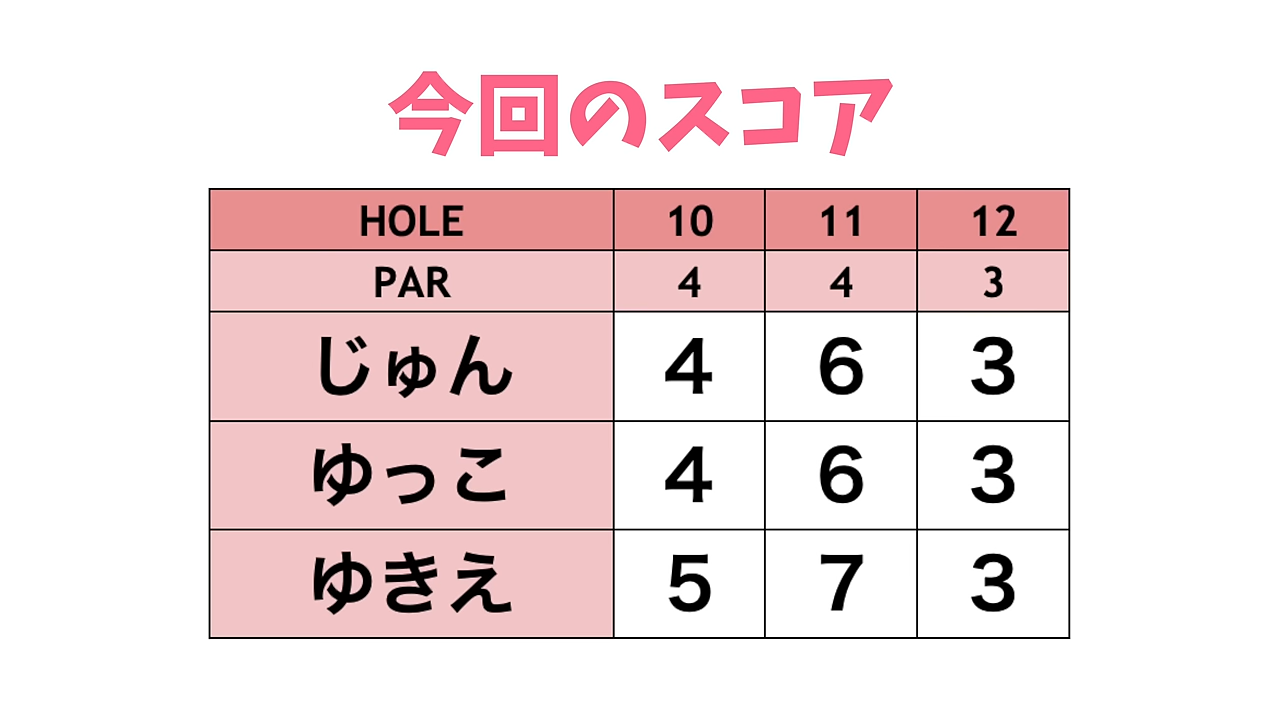 今回のスコア
HOLE 10 11 12
PAR 4 4 3
じゅん 4 6 3
ゆっこ 4 6 3
ゆきえ 5 7 3